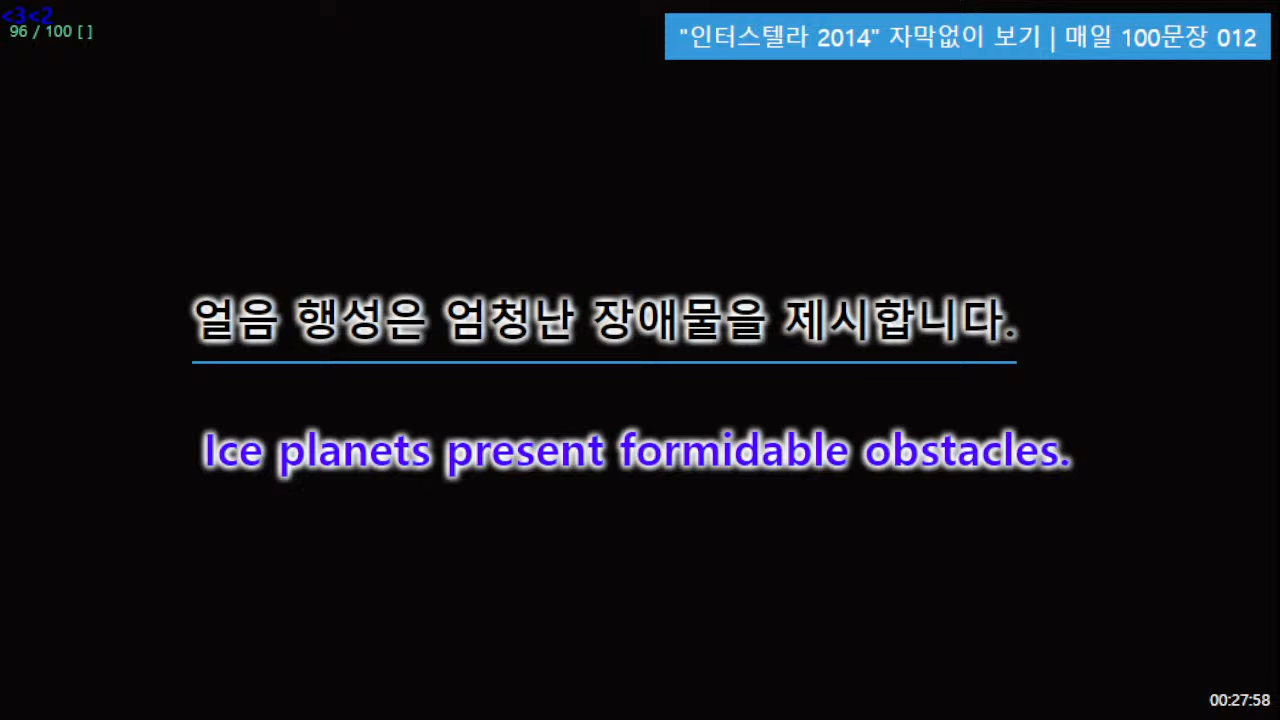 <3<2
96 / 100 [ ]
"인터스텔라 2014" 자막없이 보기 | 매일 100문장 012
얼음 행성은 엄청난 장애물을 제시합니다.
Ice planets present formidable obstacles.
00:27:58